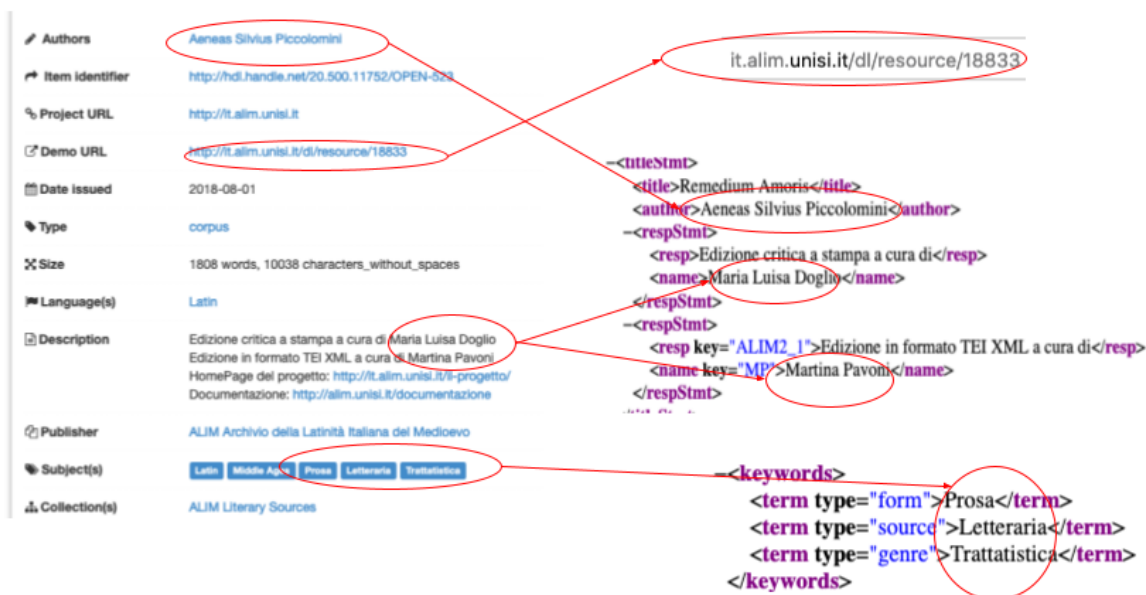 Authors Aeneas Silvius Piccolomini
Item identifier http://hdl.handle.net/20.500.11752/OPEN-523
Project URL http://it.alim.unisi.it
Demo URL http://it.alim.unisi.it/dl/resource/18833
Date issued 2018-08-01
Type corpus
Size 1808 words, 10038 characters_without_spaces
Language(s) Latin
Description Edizione critica a stampa a cura di Maria Luisa Doglio
Edizione in formato TEI XML a cura di Martina Pavoni
HomePage del progetto: http://it.alim.unisi.it/il-progetto/
Documentazione: http://alim.unisi.it/documentazione
Publisher ALIM Archivio della Latinità Italiana del Medioevo
Subject(s) Latin Middle Ages Prosa Letteraria Trattatistica
Collection(s) ALIM Literary Sources
it.alim.unisi.it/dl/resource/18833
–<titleStmt>
<title>Remedium Amoris</title>
<author>Aeneas Silvius Piccolomini</author>
–<respStmt>
<resp>Edizione critica a stampa a cura di</resp>
<name>Maria Luisa Doglio</name>
</respStmt>
–<respStmt>
<resp key="ALIM2_1">Edizione in formato TEI XML a cura di</resp>
<name key="MP">Martina Pavoni</name>
</respStmt>
–<keywords>
<term type="form">Prosa</term>
<term type="source">Letteraria</term>
<term type="genre">Trattatistica</term>
</keywords>